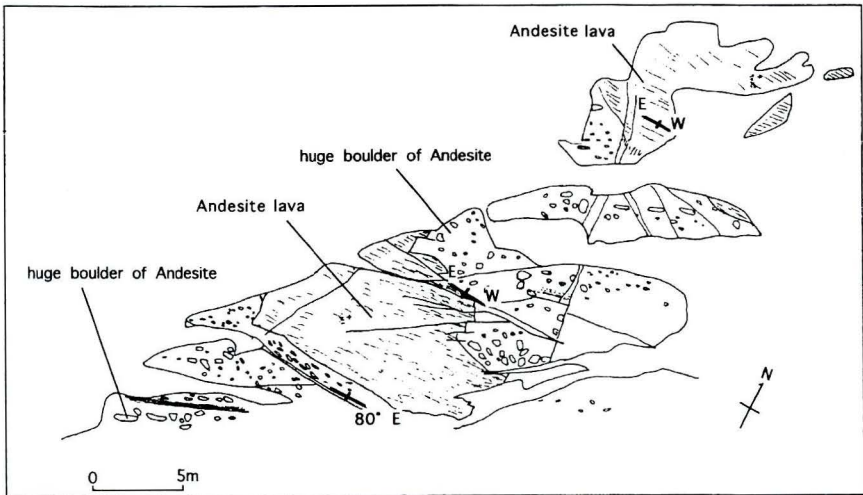 Andesite lava
E
W
huge boulder of Andesite
Andesite lava
E
huge boulder of Andesite
W
N
80° E
0 5m